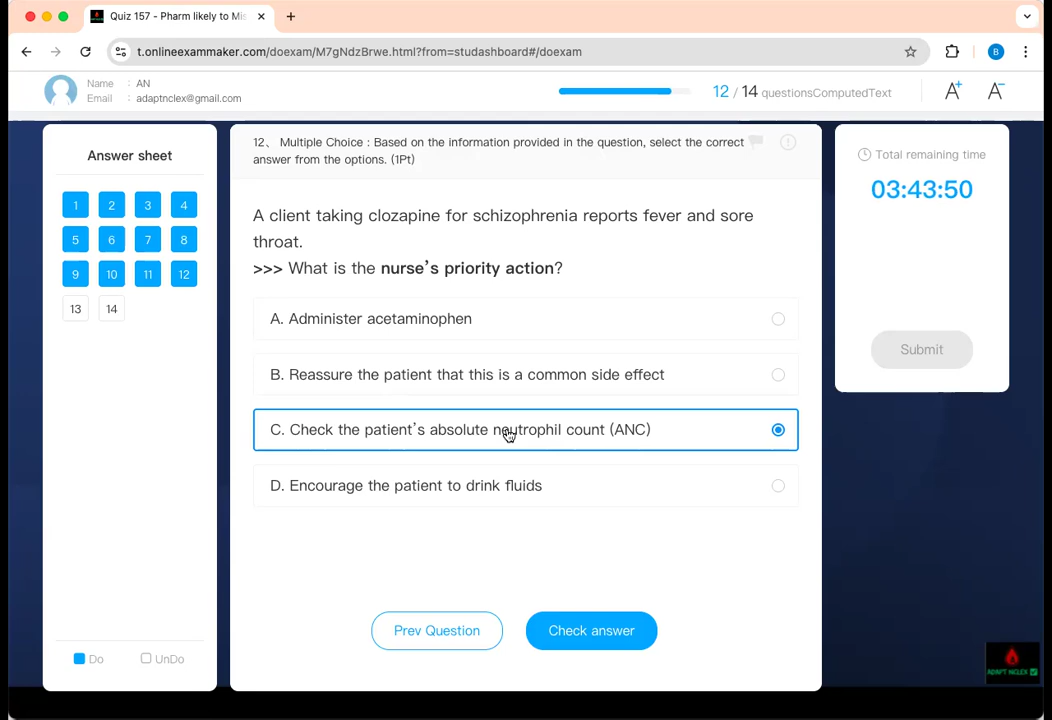 Quiz 157 - Pharm likely to Mis
t.onlineexammaker.com/doexam/M7gNdzBrwe.html?from=studashboard#/doexam
B
Name : AN
Email : adaptnclex@gmail.com
12 / 14 questionsComputedText
A+ A−
Answer sheet
1 2 3 4
5 6 7 8
9 10 11 12
13 14
Do UnDo
12、 Multiple Choice : Based on the information provided in the question, select the correct
answer from the options. (1Pt)
A client taking clozapine for schizophrenia reports fever and sore
throat.
>>> What is the nurse's priority action?
A. Administer acetaminophen
B. Reassure the patient that this is a common side effect
C. Check the patient's absolute neutrophil count (ANC)
D. Encourage the patient to drink fluids
Prev Question Check answer
Total remaining time
03:43:50
Submit
ADAPT NCLEX